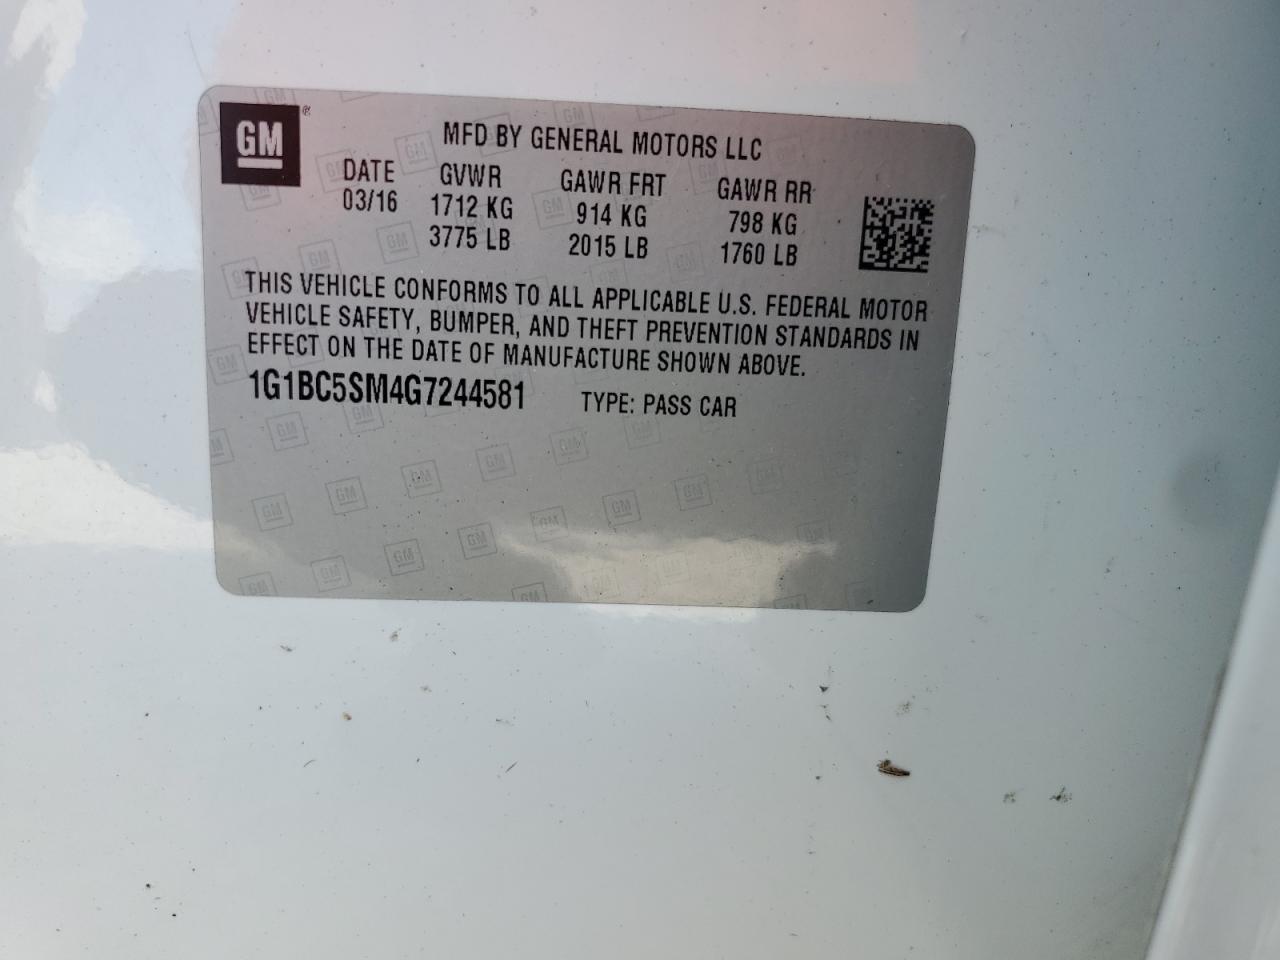 GM
MFD BY GENERAL MOTORS LLC
DATE GVWR GAWR FRT GAWR RR
03/16 1712 KG 914 KG 798 KG
3775 LB 2015 LB 1760 LB
THIS VEHICLE CONFORMS TO ALL APPLICABLE U.S. FEDERAL MOTOR
VEHICLE SAFETY, BUMPER, AND THEFT PREVENTION STANDARDS IN
EFFECT ON THE DATE OF MANUFACTURE SHOWN ABOVE.
1G1BC5SM4G7244581 TYPE: PASS CAR